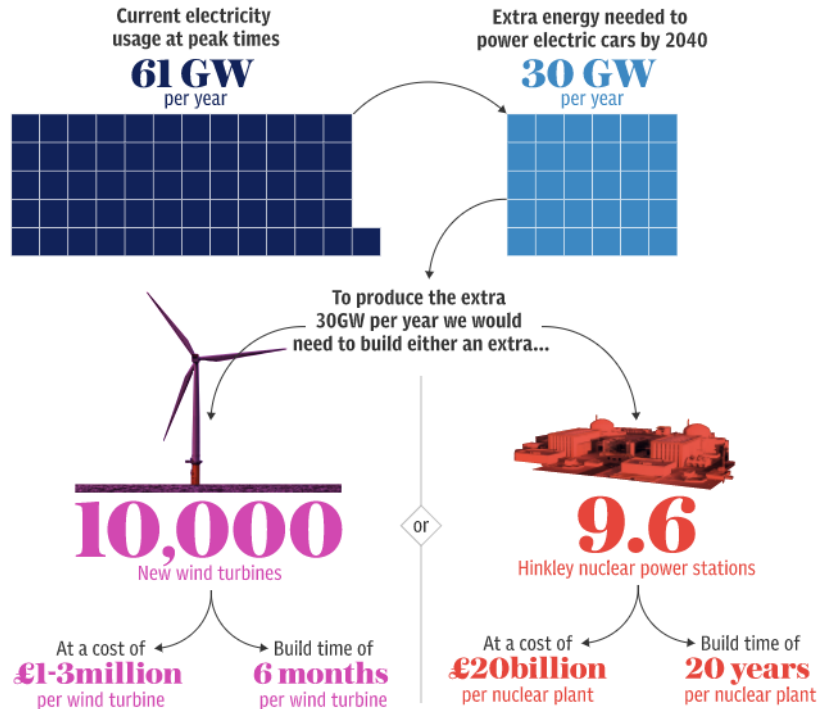 Current electricity
usage at peak times
61 GW
per year
Extra energy needed to
power electric cars by 2040
30 GW
per year
To produce the extra
30GW per year we would
need to build either an extra...
10,000
New wind turbines
At a cost of
£1-3million
per wind turbine
Build time of
6 months
per wind turbine
or
9.6
Hinkley nuclear power stations
At a cost of
£20billion
per nuclear plant
Build time of
20 years
per nuclear plant